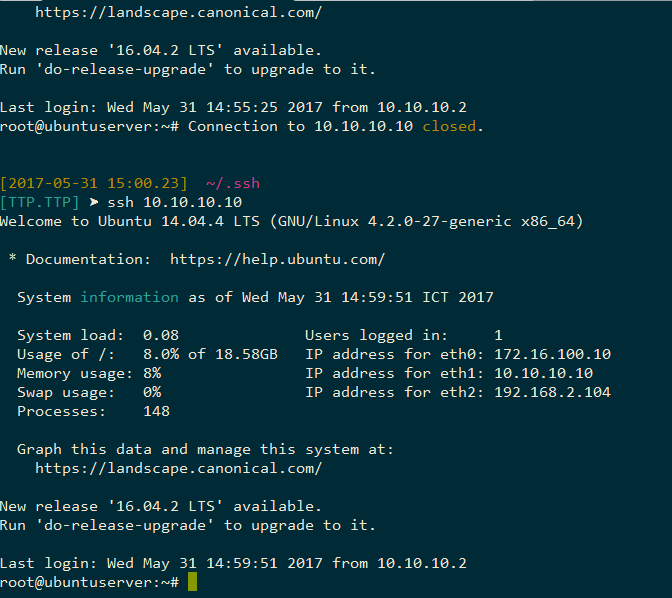 https://landscape.canonical.com/
New release '16.04.2 LTS' available.
Run 'do-release-upgrade' to upgrade to it.
Last login: Wed May 31 14:55:25 2017 from 10.10.10.2
root@ubuntuserver:~# Connection to 10.10.10.10 closed.
[2017-05-31 15:00.23] ~/.ssh
[TTP.TTP] ➤ ssh 10.10.10.10
Welcome to Ubuntu 14.04.4 LTS (GNU/Linux 4.2.0-27-generic x86_64)
* Documentation: https://help.ubuntu.com/
System information as of Wed May 31 14:59:51 ICT 2017
System load: 0.08 Users logged in: 1
Usage of /: 8.0% of 18.58GB IP address for eth0: 172.16.100.10
Memory usage: 8% IP address for eth1: 10.10.10.10
Swap usage: 0% IP address for eth2: 192.168.2.104
Processes: 148
Graph this data and manage this system at:
https://landscape.canonical.com/
New release '16.04.2 LTS' available.
Run 'do-release-upgrade' to upgrade to it.
Last login: Wed May 31 14:59:51 2017 from 10.10.10.2
root@ubuntuserver:~#